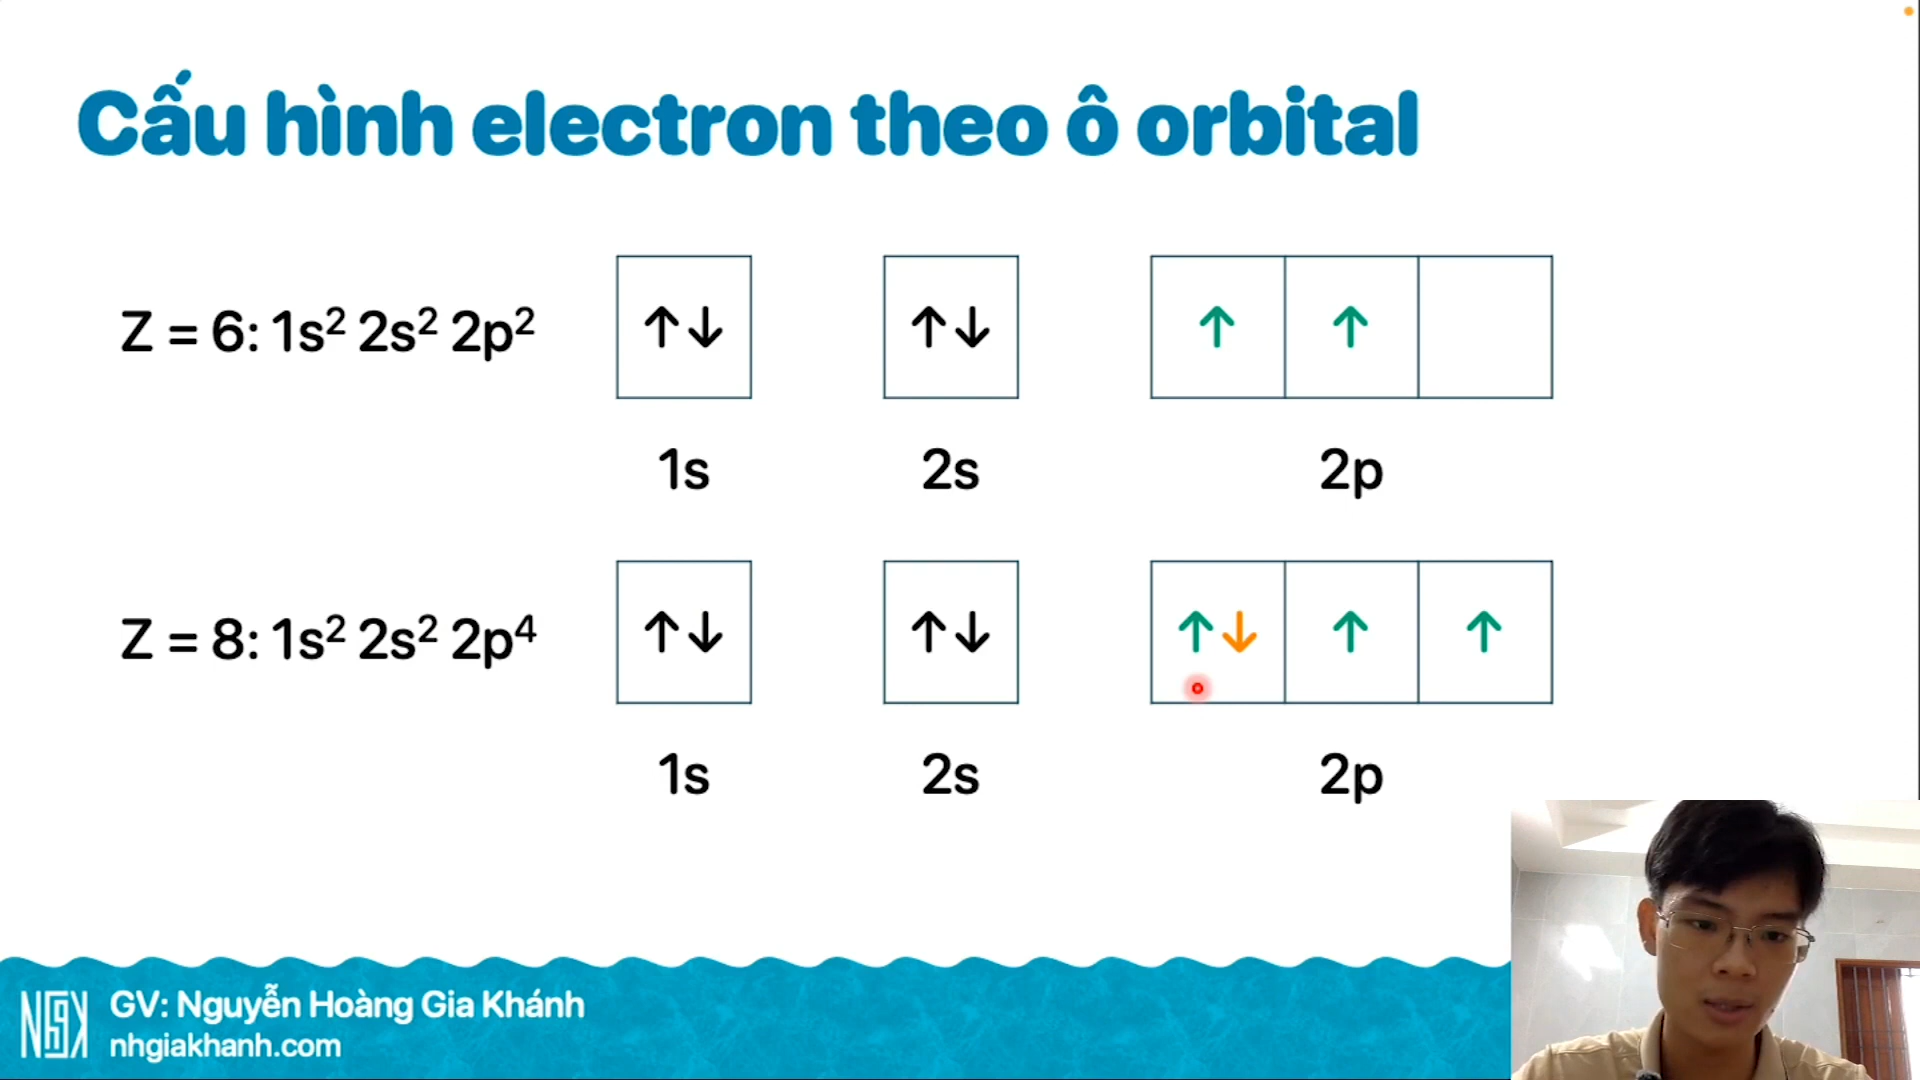 Cấu hình electron theo ô orbital
Z = 6: 1s² 2s² 2p² ↑↓ ↑↓ ↑ ↑
1s 2s 2p
Z = 8: 1s² 2s² 2p⁴ ↑↓ ↑↓ ↑↓ ↑ ↑
1s 2s 2p
NGK GV: Nguyễn Hoàng Gia Khánh
nhgiakhanh.com